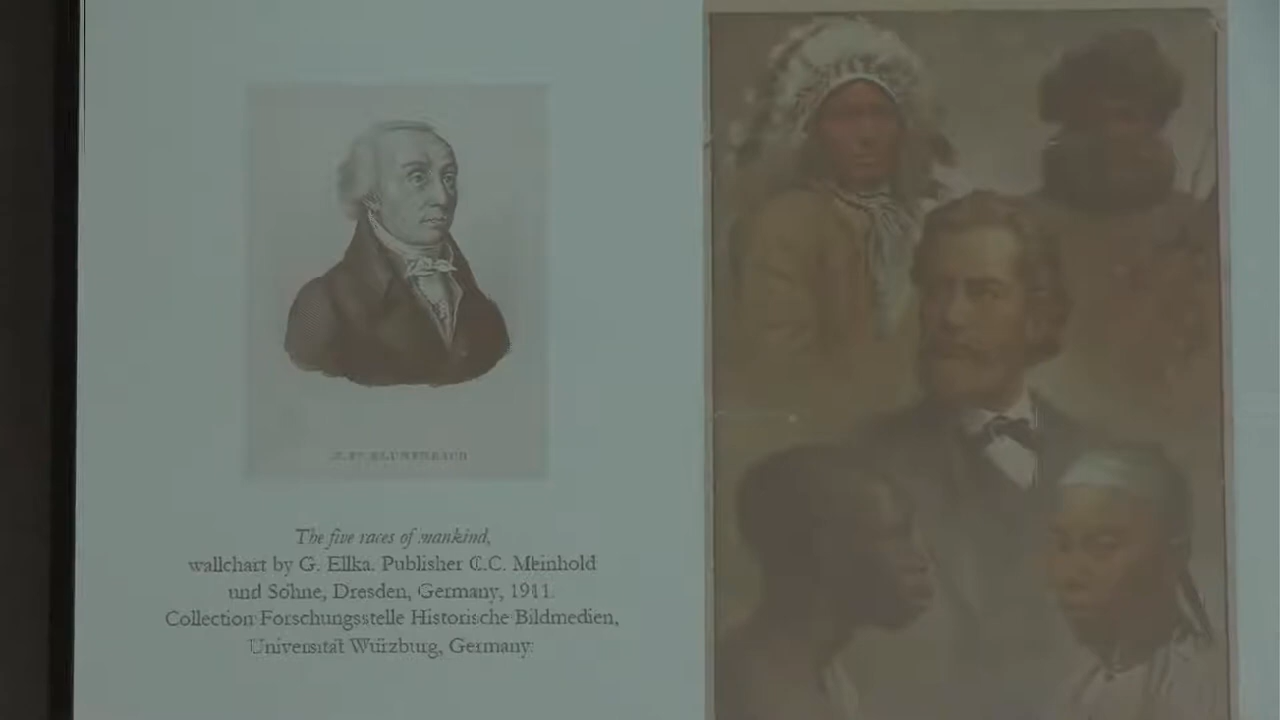 J. F. BLUMENBACH
The five races of mankind,
wallchart by G. Ellka. Publisher C.C. Meinhold
und Söhne, Dresden, Germany, 1911.
Collection Forschungsstelle Historische Bildmedien,
Universität Würzburg, Germany.